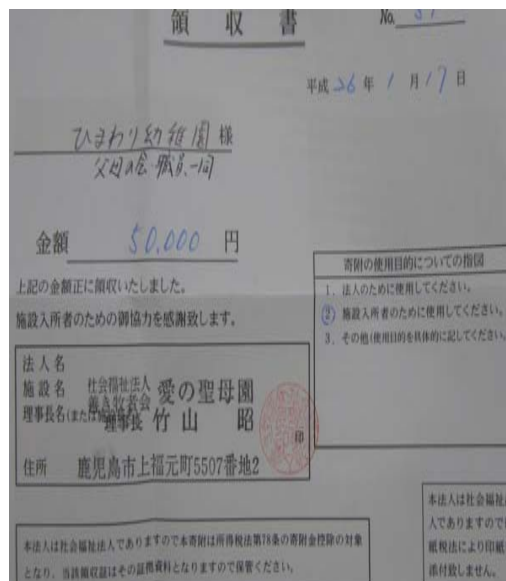 領収書
No. 51
平成 26 年 1 月 17 日
ひまわり幼稚園 様
父母の会・職員一同
金額 50,000 円
上記の金額正に領収いたしました。
施設入所者のための御協力を感謝致します。
寄附の使用目的についての指図
1. 法人のために使用してください。
② 施設入所者のために使用してください。
3. その他(使用目的を具体的に記してください。
法人名
施設名 社会福祉法人 愛の聖母園
善き牧者会
理事長名(または施設長名) 理事長 竹山 昭 印
住所 鹿児島市上福元町5507番地2
本法人は社会福祉法人でありますので本寄附は所得税法第78条の寄附金控除の対象
となり、当該領収証はその証拠資料となりますので保管ください。
本法人は社会福祉法
人でありますので印
紙税法により印紙
添付致しません。